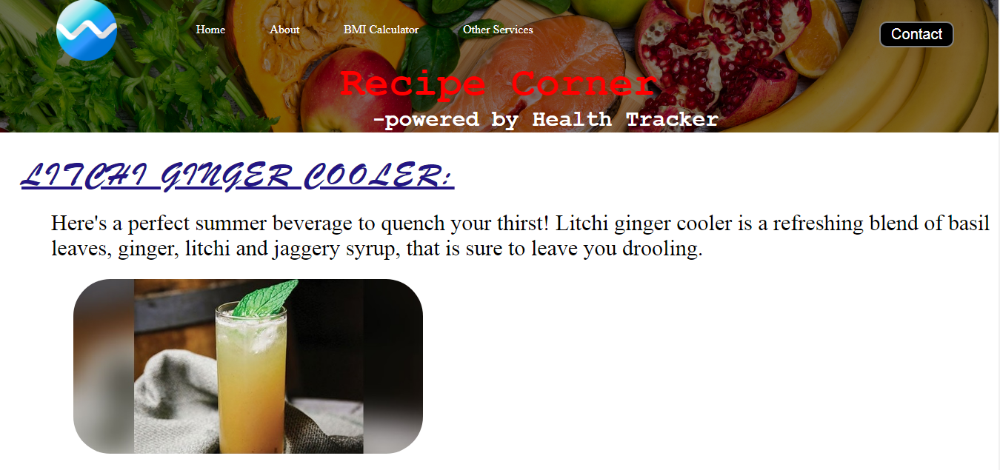 Home About BMI Calculator Other Services Contact
Recipe Corner
-powered by Health Tracker
LITCHI GINGER COOLER:
Here's a perfect summer beverage to quench your thirst! Litchi ginger cooler is a refreshing blend of basil
leaves, ginger, litchi and jaggery syrup, that is sure to leave you drooling.